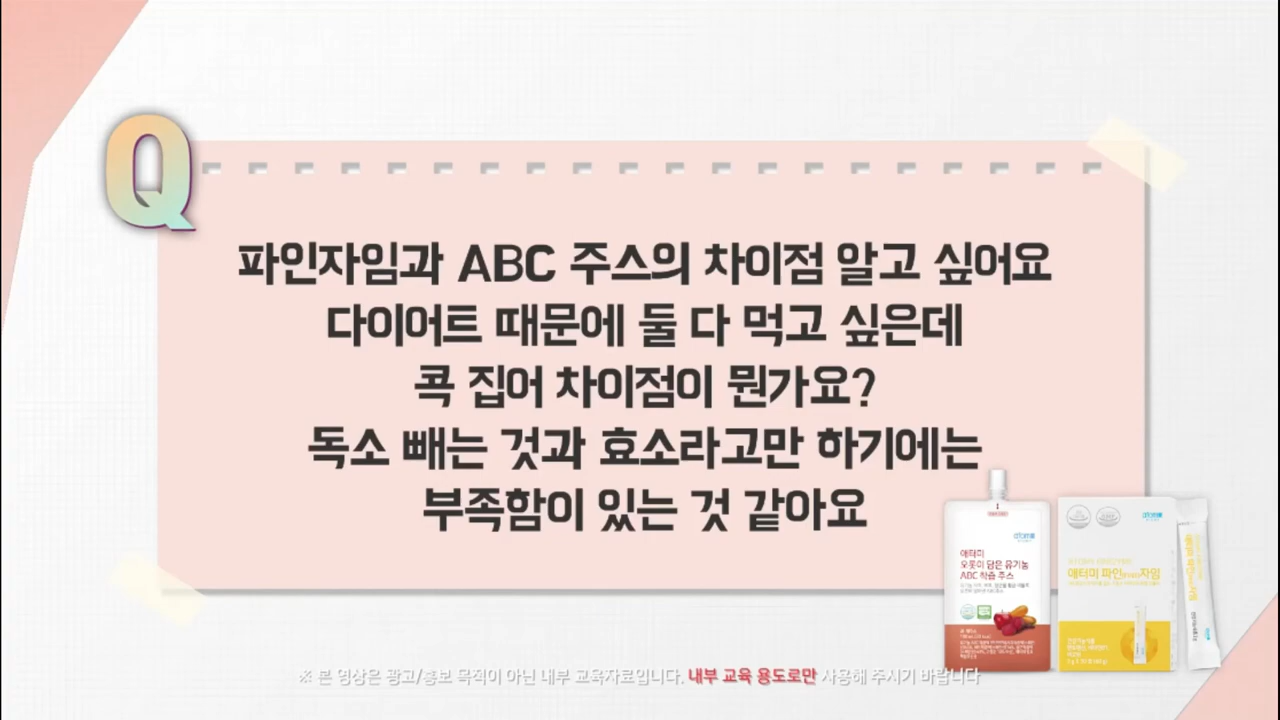 Q
파인자임과 ABC 주스의 차이점 알고 싶어요
다이어트 때문에 둘 다 먹고 싶은데
콕 집어 차이점이 뭔가요?
독소 빼는 것과 효소라고만 하기에는
부족함이 있는 것 같아요
애터미
오롯이 담은 유기농
ABC 착즙 주스
애터미 파인자임
※ 본 영상은 광고/홍보 목적이 아닌 내부 교육자료입니다. 내부 교육 용도로만 사용해 주시기 바랍니다